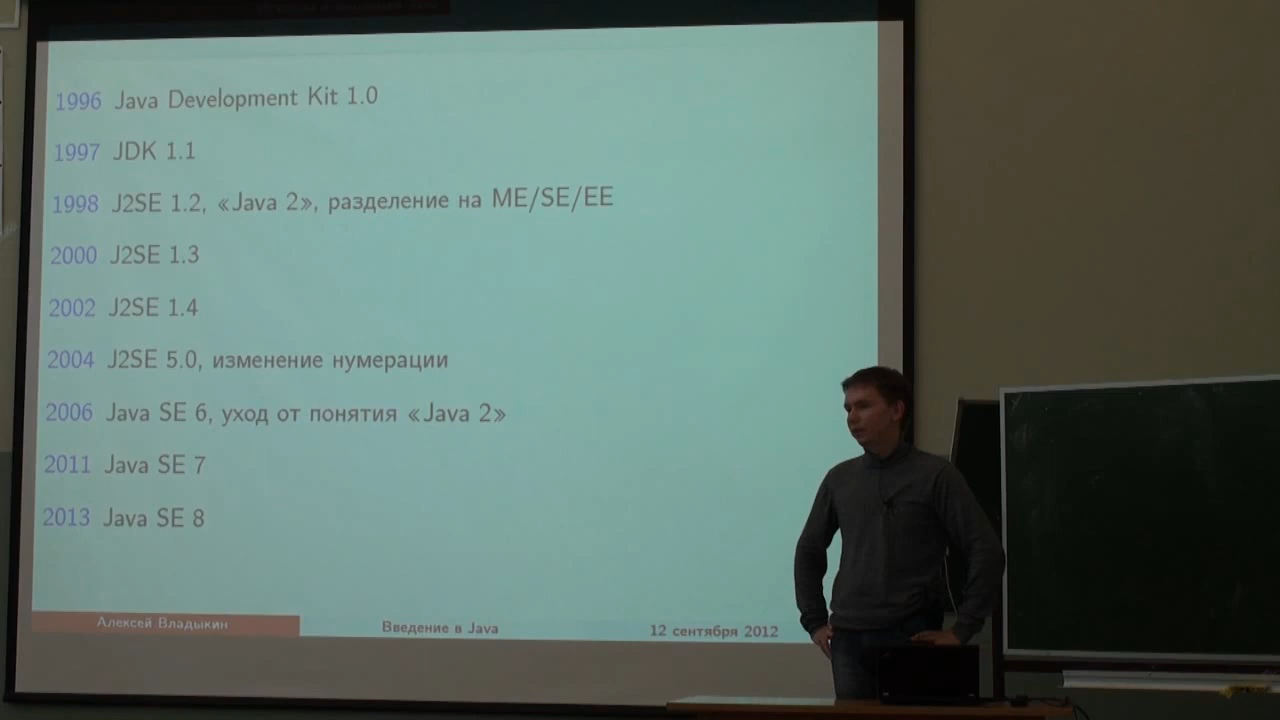 1996 Java Development Kit 1.0
1997 JDK 1.1
1998 J2SE 1.2, «Java 2», разделение на ME/SE/EE
2000 J2SE 1.3
2002 J2SE 1.4
2004 J2SE 5.0, изменение нумерации
2006 Java SE 6, уход от понятия «Java 2»
2011 Java SE 7
2013 Java SE 8
Алексей Владыкин
Введение в Java
12 сентября 2012